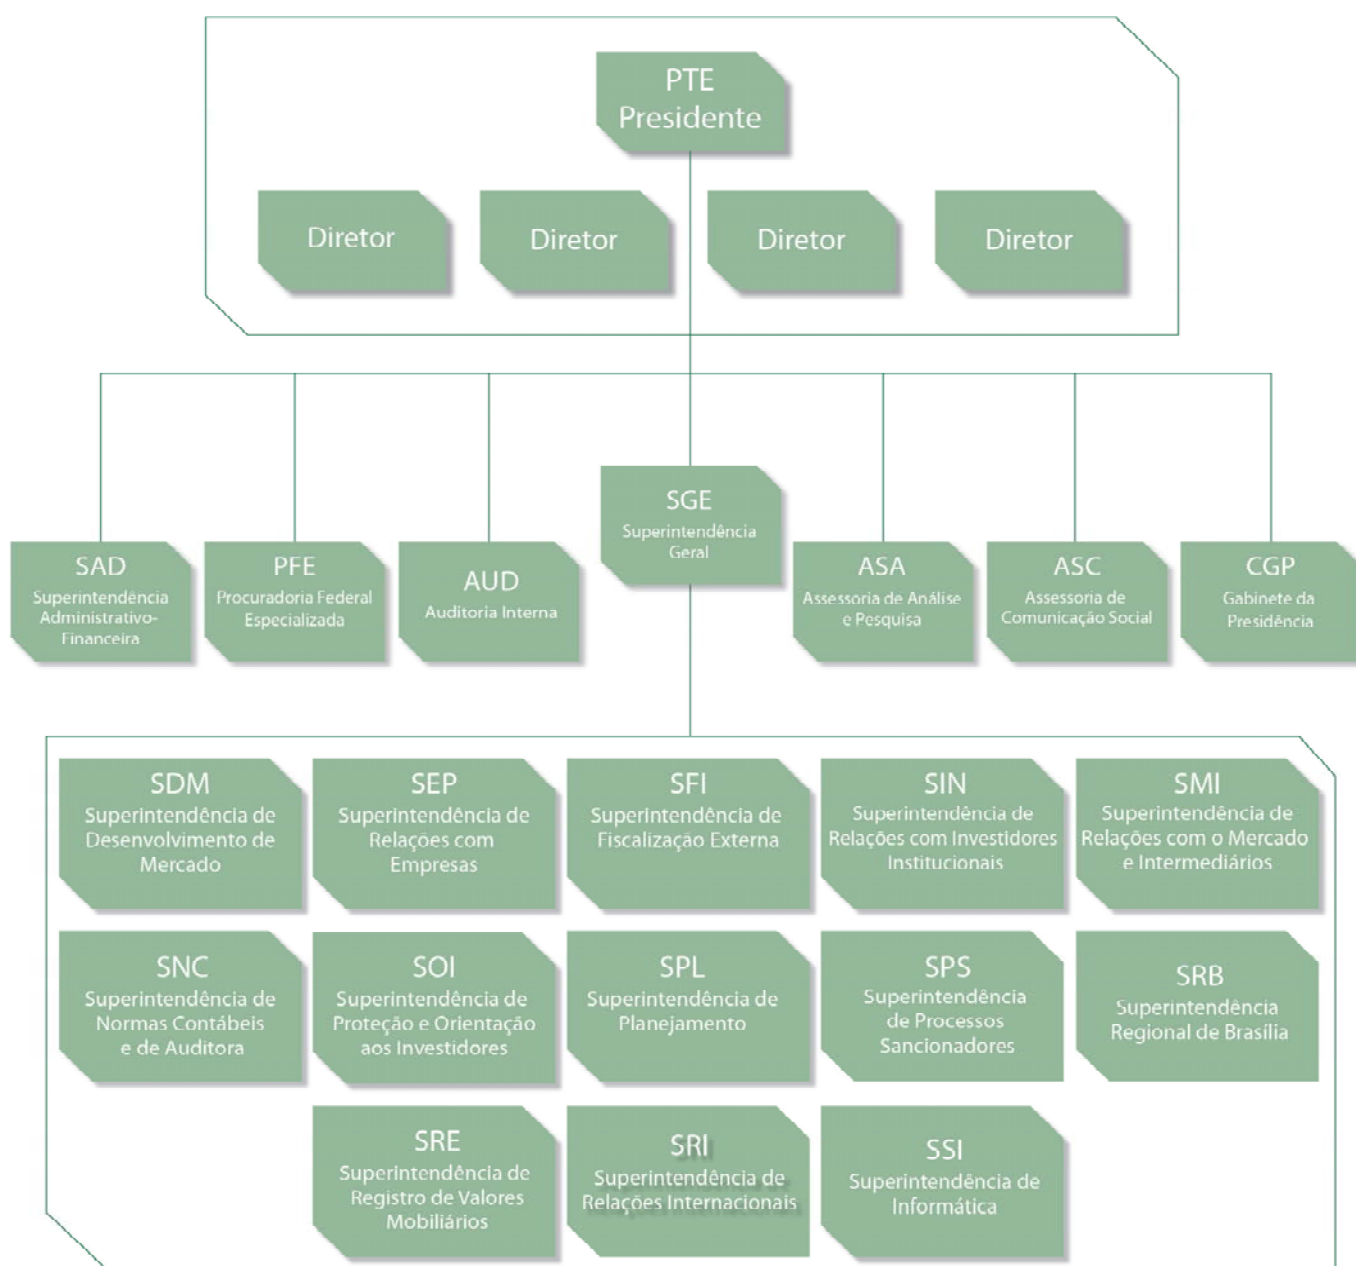 PTE
Presidente
Diretor
Diretor
Diretor
Diretor
SGE
Superintendência
Geral
SAD
Superintendência
Administrativo-
Financeira
PFE
Procuradoria Federal
Especializada
AUD
Auditoria Interna
ASA
Assessoria de Análise
e Pesquisa
ASC
Assessoria de
Comunicação Social
CGP
Gabinete da
Presidência
SDM
Superintendência de
Desenvolvimento de
Mercado
SEP
Superintendência de
Relações com
Empresas
SFI
Superintendência de
Fiscalização Externa
SIN
Superintendência de
Relações com Investidores
Institucionais
SMI
Superintendência de
Relações com o Mercado
e Intermediários
SNC
Superintendência de
Normas Contábeis
e de Auditora
SOI
Superintendência de
Proteção e Orientação
aos Investidores
SPL
Superintendência de
Planejamento
SPS
Superintendência
de Processos
Sancionadores
SRB
Superintendência
Regional de Brasília
SRE
Superintendência de
Registro de Valores
Mobiliários
SRI
Superintendência de
Relações Internacionais
SSI
Superintendência de
Informática